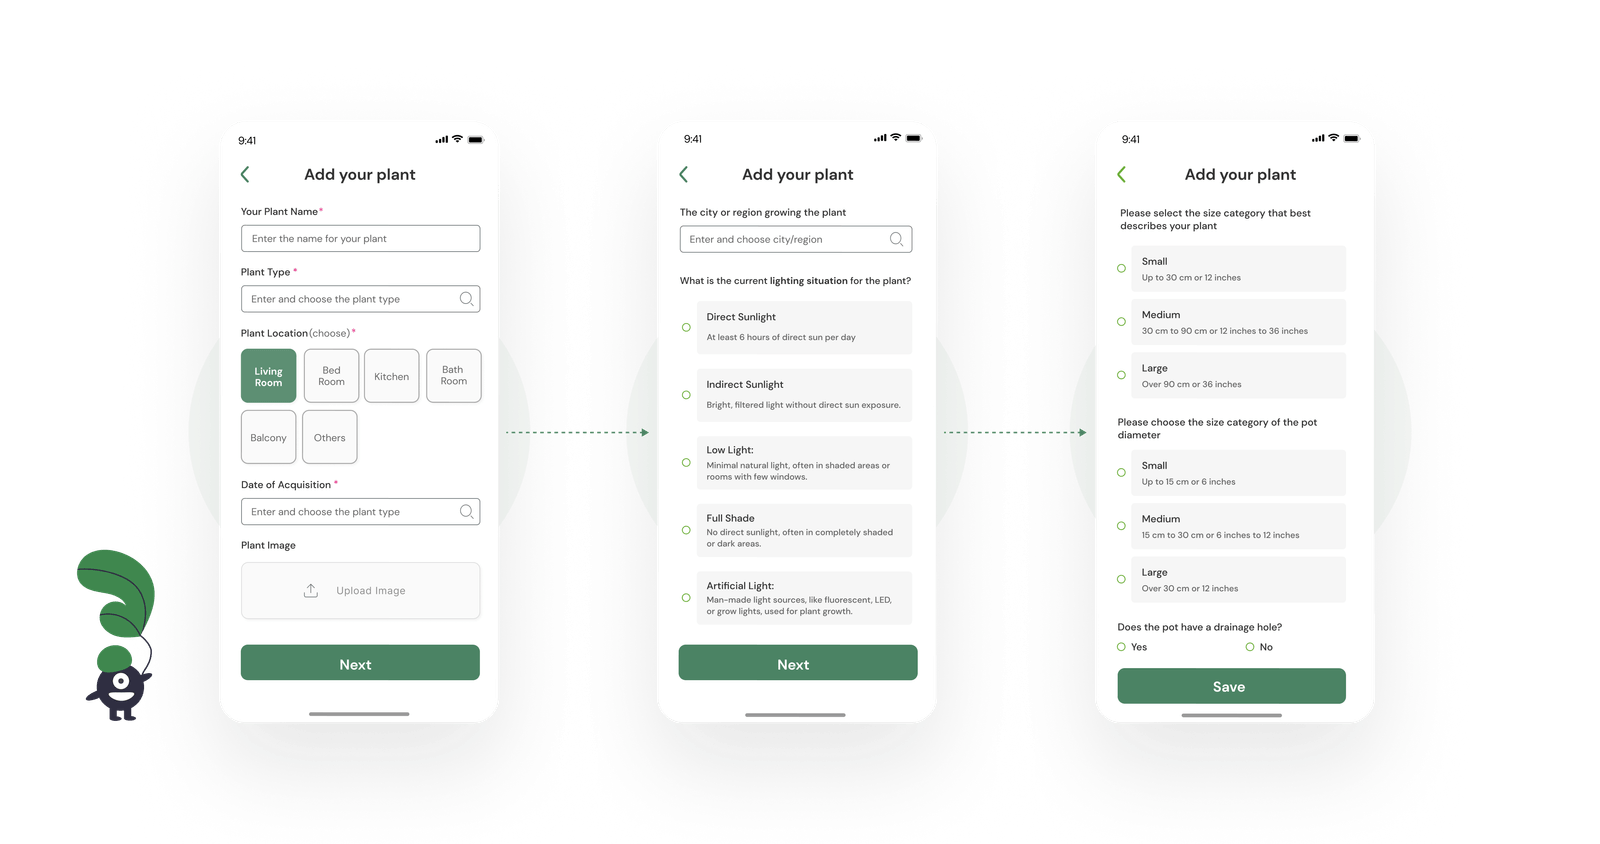 9:41
Add your plant
Your Plant Name*
Enter the name for your plant
Plant Type *
Enter and choose the plant type
Plant Location (choose) *
Living
Room
Bed
Room
Kitchen
Bath
Room
Balcony
Others
Date of Acquisition *
Enter and choose the plant type
Plant Image
Upload Image
Next
9:41
Add your plant
The city or region growing the plant
Enter and choose city/region
What is the current lighting situation for the plant?
Direct Sunlight
At least 6 hours of direct sun per day
Indirect Sunlight
Bright, filtered light without direct sun exposure.
Low Light:
Minimal natural light, often in shaded areas or
rooms with few windows.
Full Shade
No direct sunlight, often in completely shaded
or dark areas.
Artificial Light:
Man-made light sources, like fluorescent, LED,
or grow lights, used for plant growth.
Next
9:41
Add your plant
Please select the size category that best
describes your plant
Small
Up to 30 cm or 12 inches
Medium
30 cm to 90 cm or 12 inches to 36 inches
Large
Over 90 cm or 36 inches
Please choose the size category of the pot
diameter
Small
Up to 15 cm or 6 inches
Medium
15 cm to 30 cm or 6 inches to 12 inches
Large
Over 30 cm or 12 inches
Does the pot have a drainage hole?
Yes
No
Save